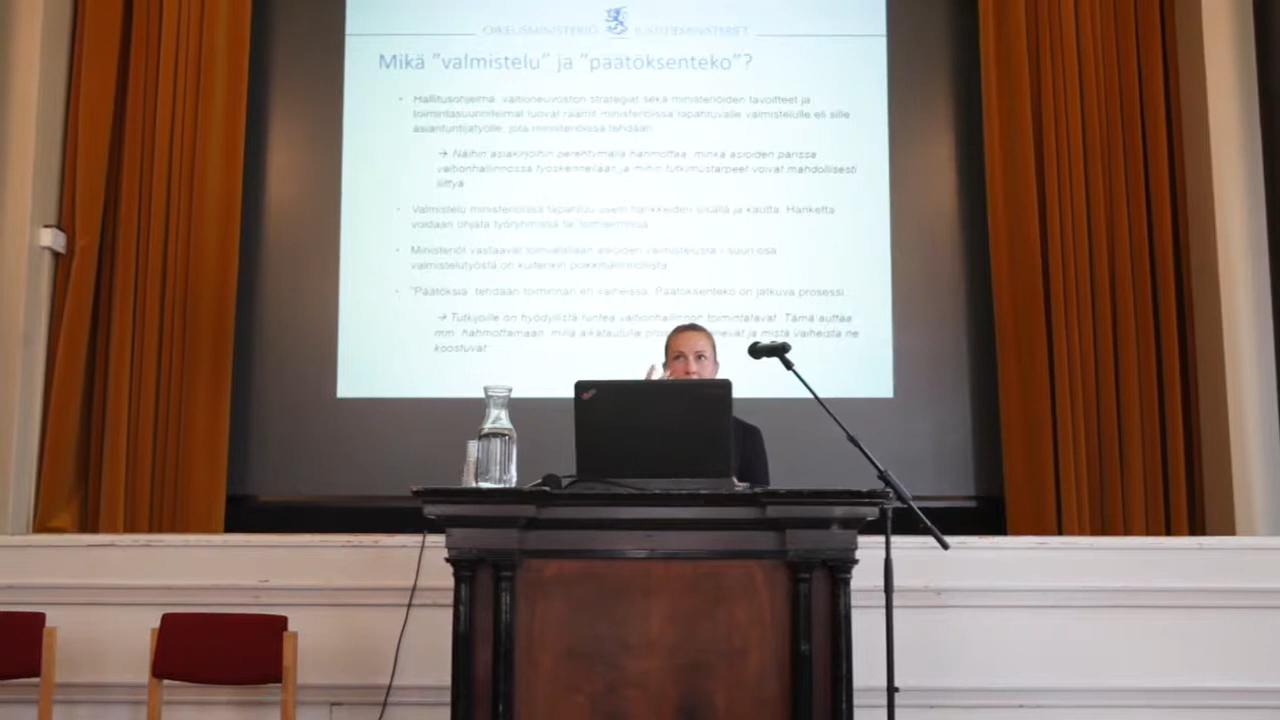 OIKEUSMINISTERIÖ JUSTITIEMINISTERIET
Mikä "valmistelu" ja "päätöksenteko"?
• Hallitusohjelma, valtioneuvoston strategiat sekä ministeriöiden tavoitteet ja
toimintasuunnitelmat luovat raamit ministeriöissä tapahtuvalle valmistelulle eli sille
asiantuntijatyölle, jota ministeriöissä tehdään.
→ Näihin asiakirjoihin perehtymällä hahmottaa, minkä asioiden parissa
valtionhallinnossa työskennellään ja mihin tutkimustarpeet voivat mahdollisesti
liittyä
• Valmistelu ministeriöissä tapahtuu usein hankkeiden sisällä ja kautta. Hanketta
voidaan ohjata työryhmissä tai toimielimissä.
• Ministeriöt vastaavat toimialallaan asioiden valmistelusta - suuri osa
valmistelutyöstä on kuitenkin poikkihallinnollista.
• "Päätöksiä" tehdään toiminnan eri vaiheissa. Päätöksenteko on jatkuva prosessi.
→ Tutkijoille on hyödyllistä tuntea valtionhallinnon toimintatavat. Tämä auttaa
mm. hahmottamaan, millä aikataululla ja mistä vaiheista ne
koostuvat.